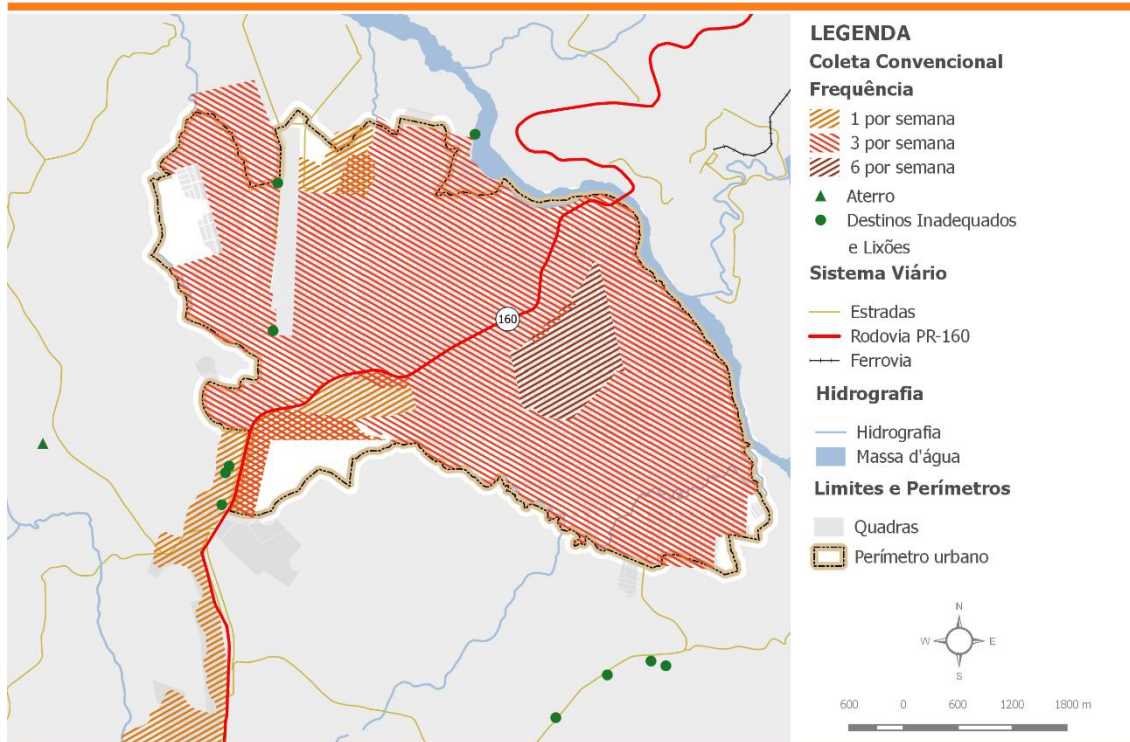 LEGENDA
Coleta Convencional
Frequência
1 por semana
3 por semana
6 por semana
Aterro
Destinos Inadequados
e Lixões
Sistema Viário
160
Estradas
Rodovia PR-160
Ferrovia
Hidrografia
Hidrografia
Massa d'água
Limites e Perímetros
Quadras
Perímetro urbano
N
W E
S
600 0 600 1200 1800 m